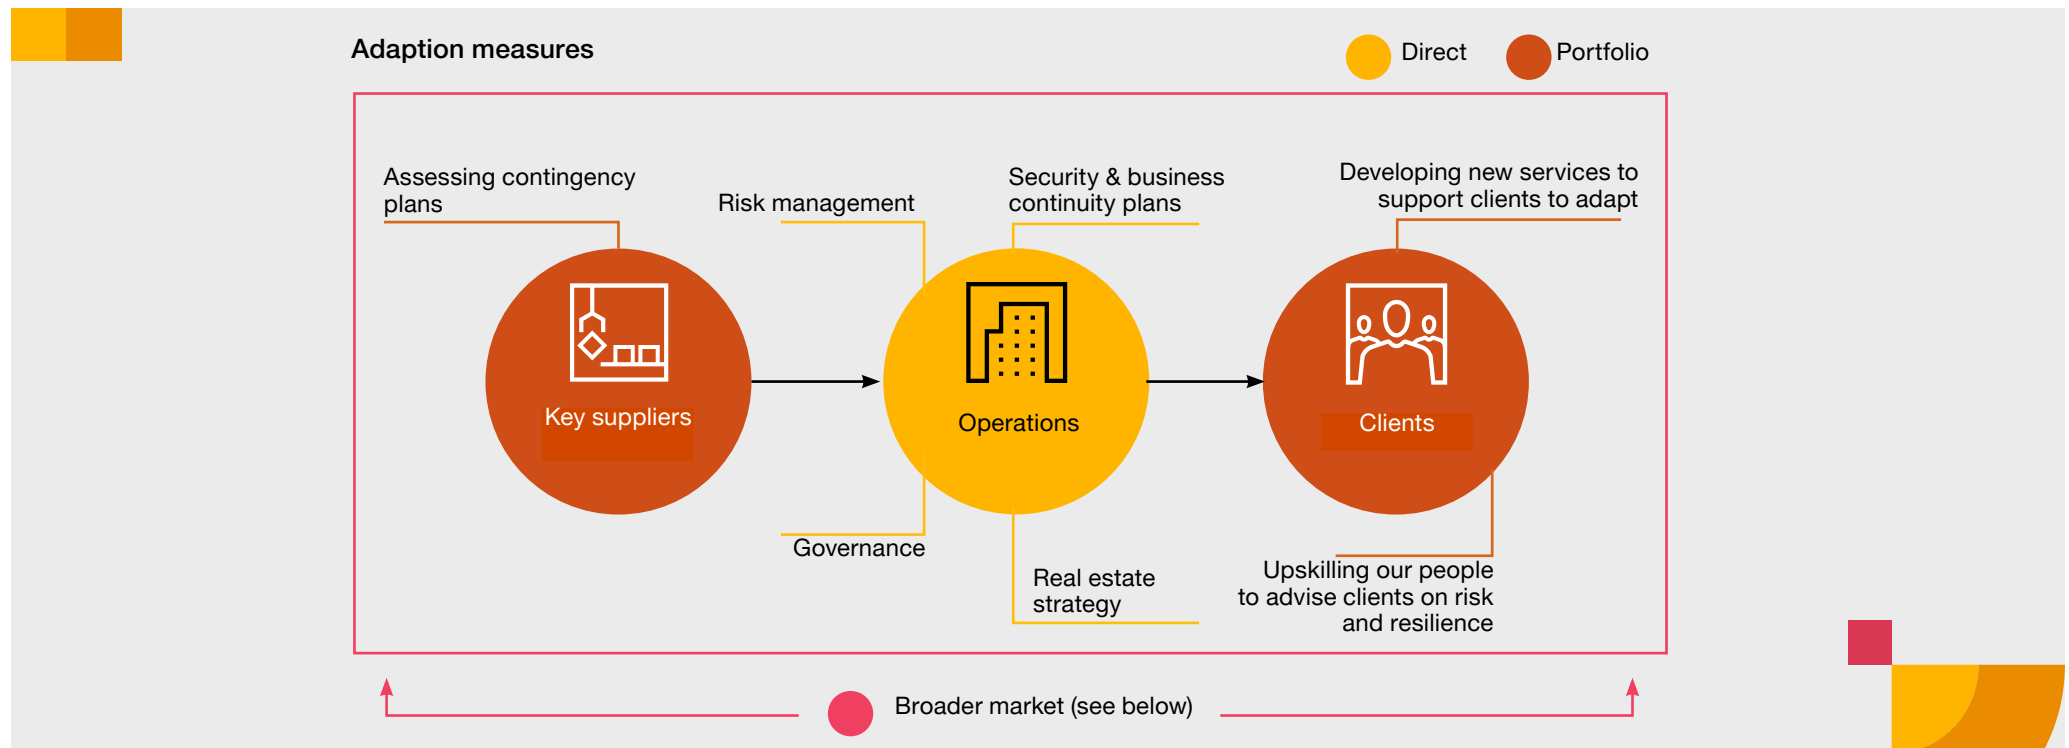 Adaption measures
Direct
Portfolio
Assessing contingency
plans
Risk management
Security & business
continuity plans
Developing new services to
support clients to adapt
Key suppliers
Operations
Clients
Governance
Real estate
strategy
Upskilling our people
to advise clients on risk
and resilience
Broader market (see below)